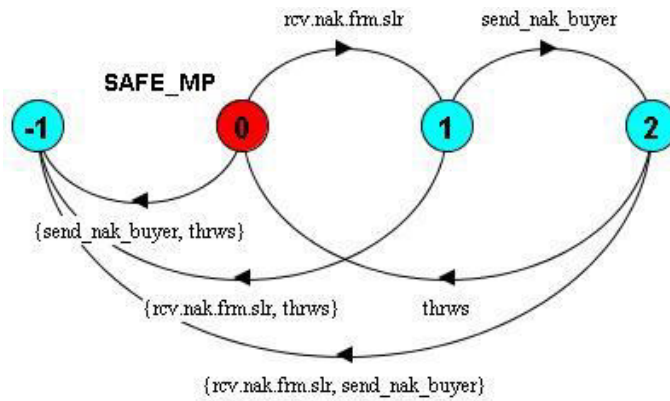 rcv.nak.frm.slr
send_nak_buyer
SAFE_MP
-1
0
1
2
{send_nak_buyer, thrws}
{rcv.nak.frm.slr, thrws}
thrws
{rcv.nak.frm.slr, send_nak_buyer}